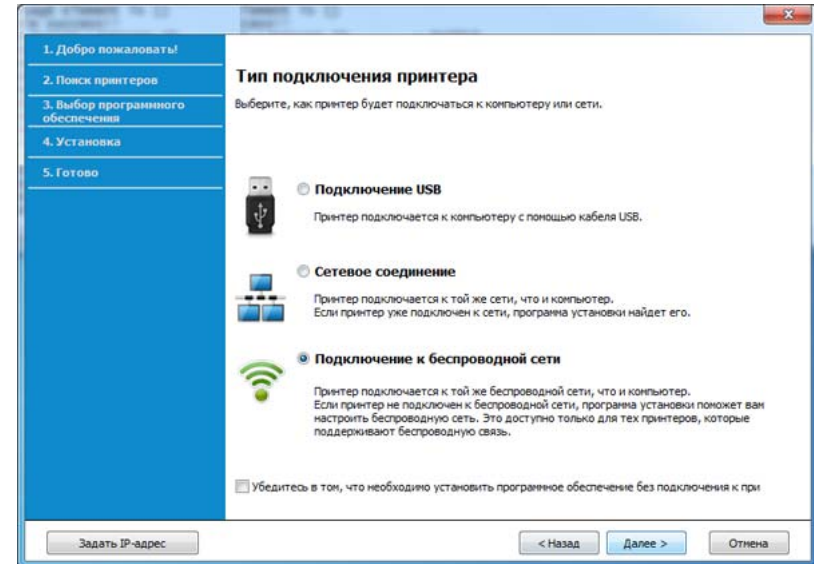 1. Добро пожаловать!
2. Поиск принтеров
3. Выбор программного
обеспечения
4. Установка
5. Готово
Тип подключения принтера
Выберите, как принтер будет подключаться к компьютеру или сети.
Подключение USB
Принтер подключается к компьютеру с помощью кабеля USB.
Сетевое соединение
Принтер подключается к той же сети, что и компьютер.
Если принтер уже подключен к сети, программа установки найдет его.
Подключение к беспроводной сети
Принтер подключается к той же беспроводной сети, что и компьютер.
Если принтер не подключен к беспроводной сети, программа установки поможет вам
настроить беспроводную сеть. Это доступно только для тех принтеров, которые
поддерживают беспроводную связь.
Убедитесь в том, что необходимо установить программное обеспечение без подключения к при
Задать IP-адрес
< Назад
Далее >
Отмена